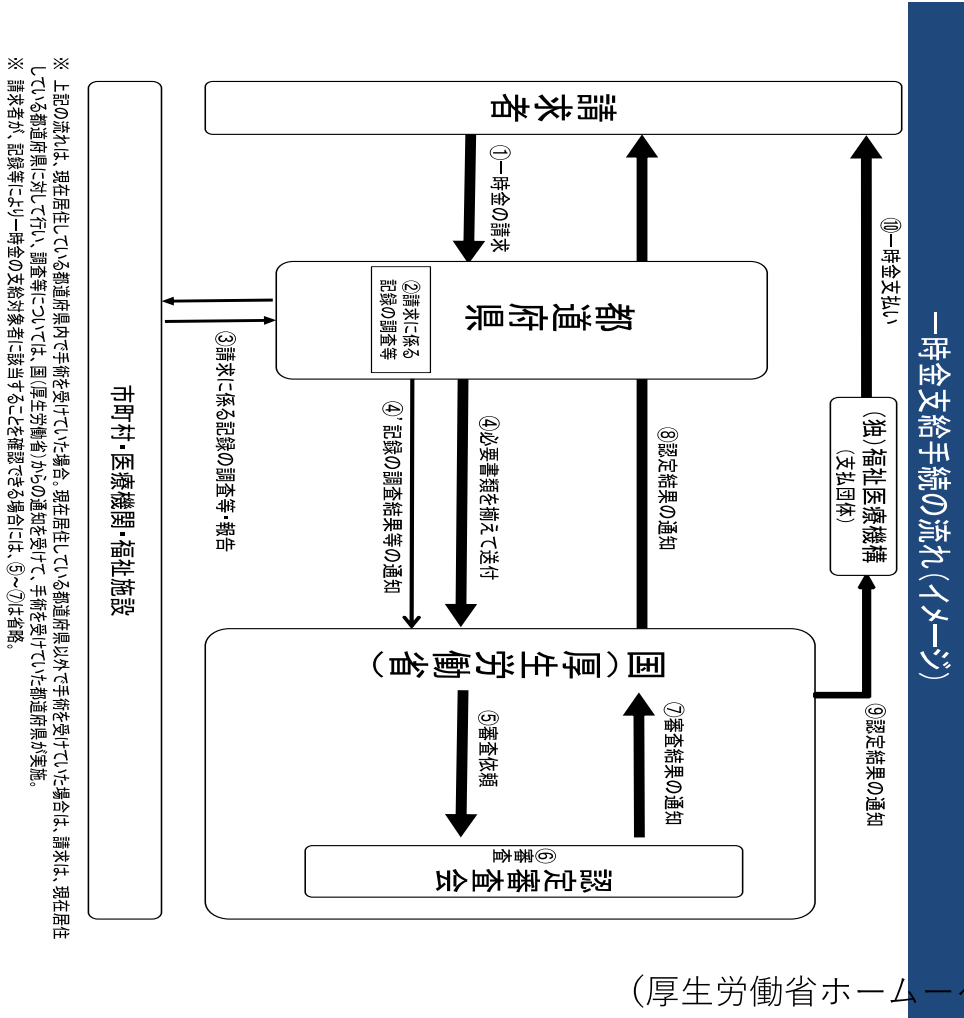 一時金支給手続の流れ(イメージ)
請求者
①一時金の請求
⑩一時金支払い
都道府県
②請求に係る
記録の調査等
③請求に係る記録の調査等・報告
④'記録の調査結果等の通知
④必要書類を揃えて送付
⑧認定結果の通知
(独)福祉医療機構
(支払団体)
⑨認定結果の通知
国(厚生労働省)
⑤審査依頼
⑦審査結果の通知
⑥
審査
認定審査会
市町村・医療機関・福祉施設
※ 上記の流れは、現在居住している都道府県内で手術を受けていた場合。現在居住している都道府県以外で手術を受けていた場合は、請求は、現在居住
している都道府県に対して行い、調査等については、国(厚生労働省)からの通知を受けて、手術を受けていた都道府県が実施。
※ 請求者が、記録等により一時金の支給対象者に該当することを確認できる場合には、⑤~⑦は省略。
(厚生労働省ホーム